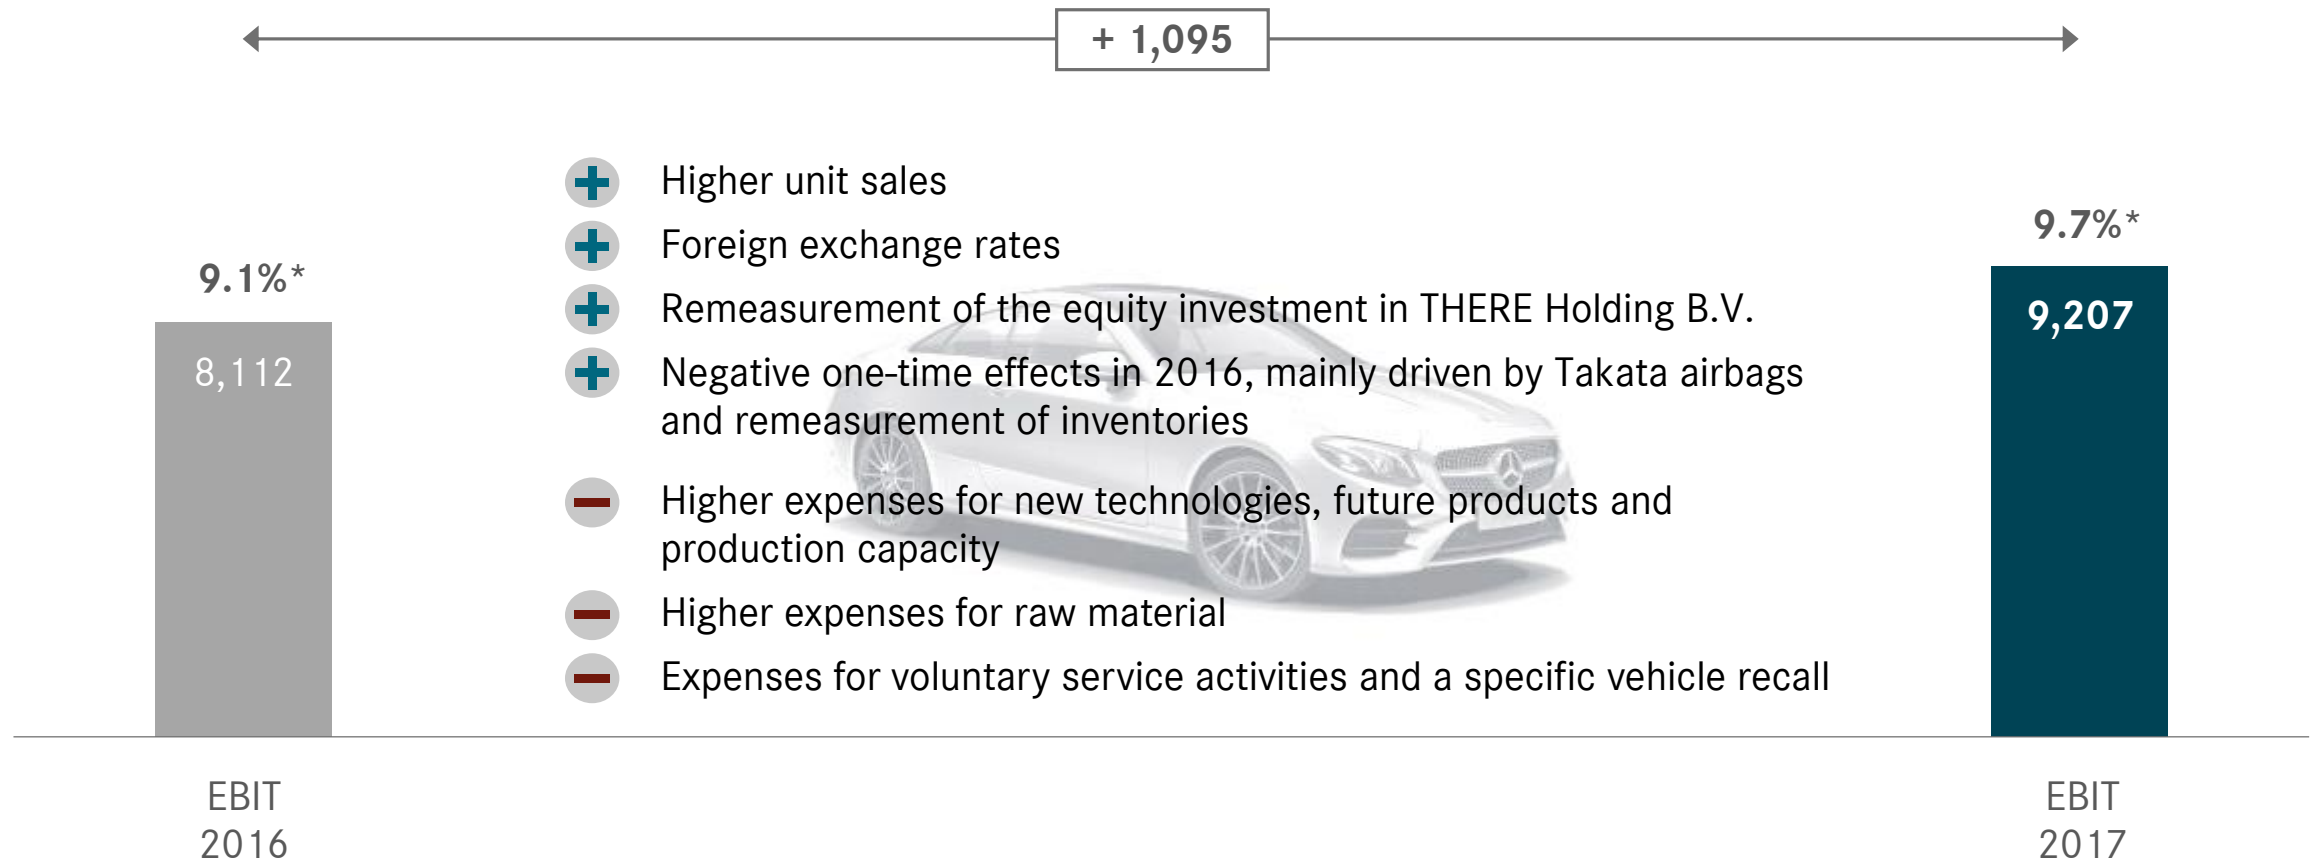 + 1,095
Higher unit sales
Foreign exchange rates
Remeasurement of the equity investment in THERE Holding B.V.
Negative one-time effects in 2016, mainly driven by Takata airbags
and remeasurement of inventories
Higher expenses for new technologies, future products and
production capacity
Higher expenses for raw material
Expenses for voluntary service activities and a specific vehicle recall
9.1%*
8,112
EBIT
2016
9.7%*
9,207
EBIT
2017